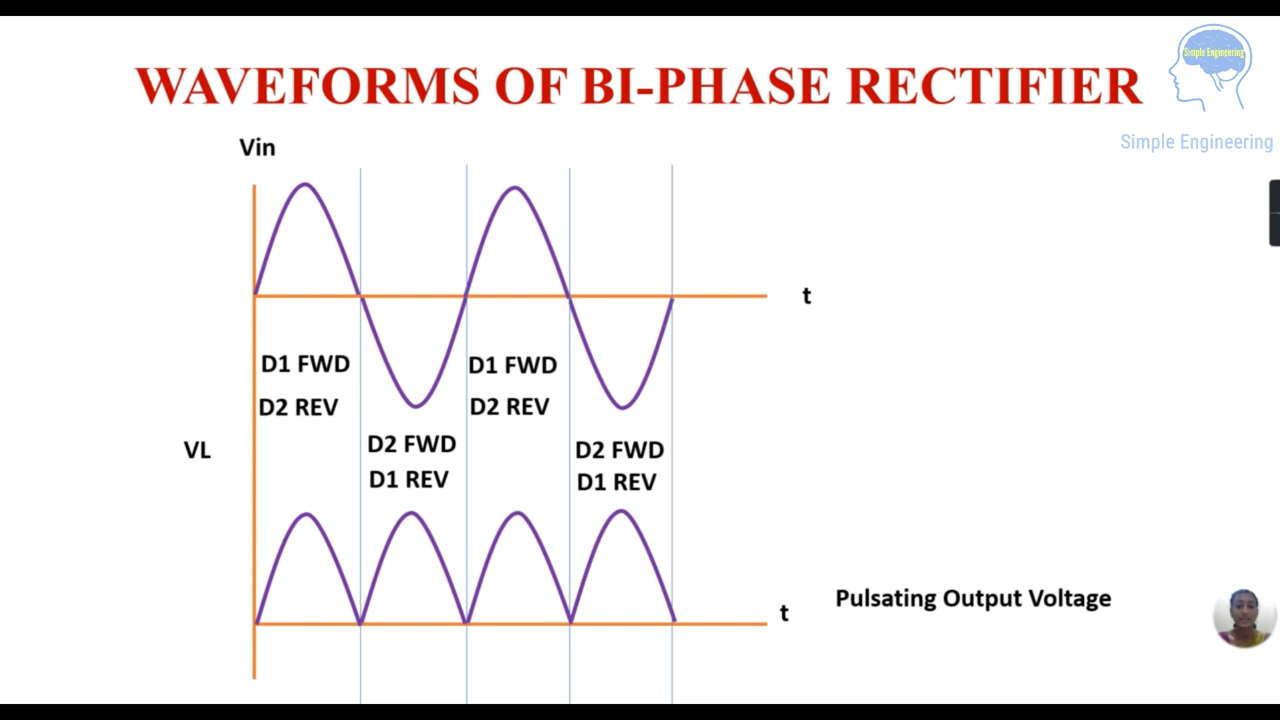 WAVEFORMS OF BI-PHASE RECTIFIER
Simple Engineering
Simple Engineering
Vin
t
D1 FWD
D2 REV
D2 FWD
D1 REV
D1 FWD
D2 REV
D2 FWD
D1 REV
VL
t
Pulsating Output Voltage